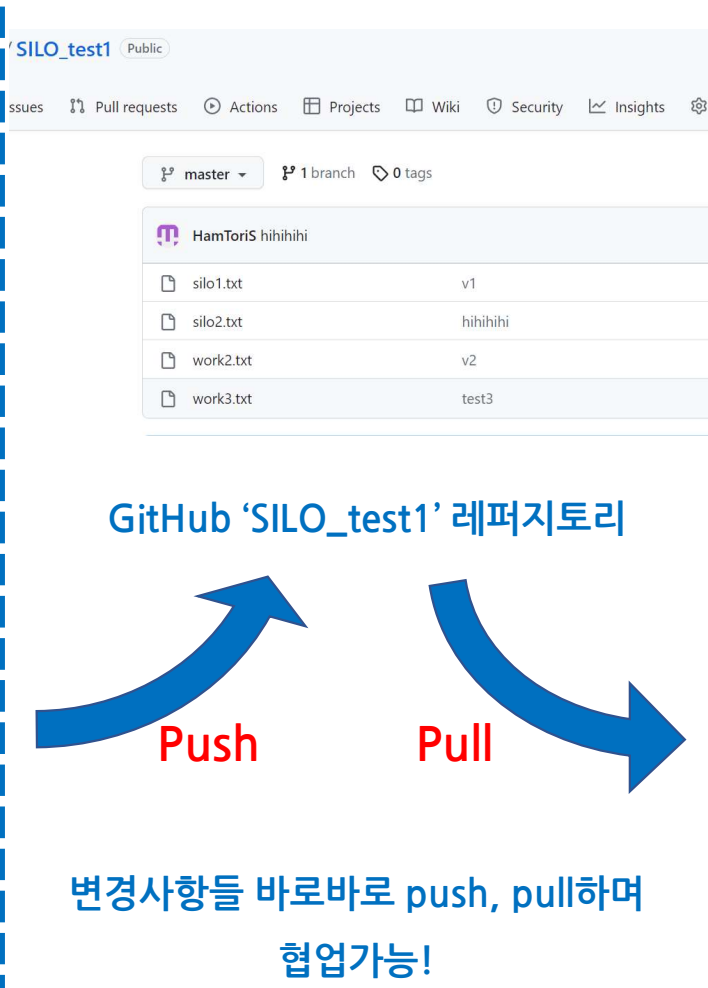 / SILO_test1 Public
ssues Pull requests Actions Projects Wiki Security Insights
master 1 branch 0 tags
HamToriS hihihihi
silo1.txt v1
silo2.txt hihihihi
work2.txt v2
work3.txt test3
GitHub ‘SILO_test1’ 레퍼지토리
Push Pull
변경사항들 바로바로 push, pull하며
협업가능!